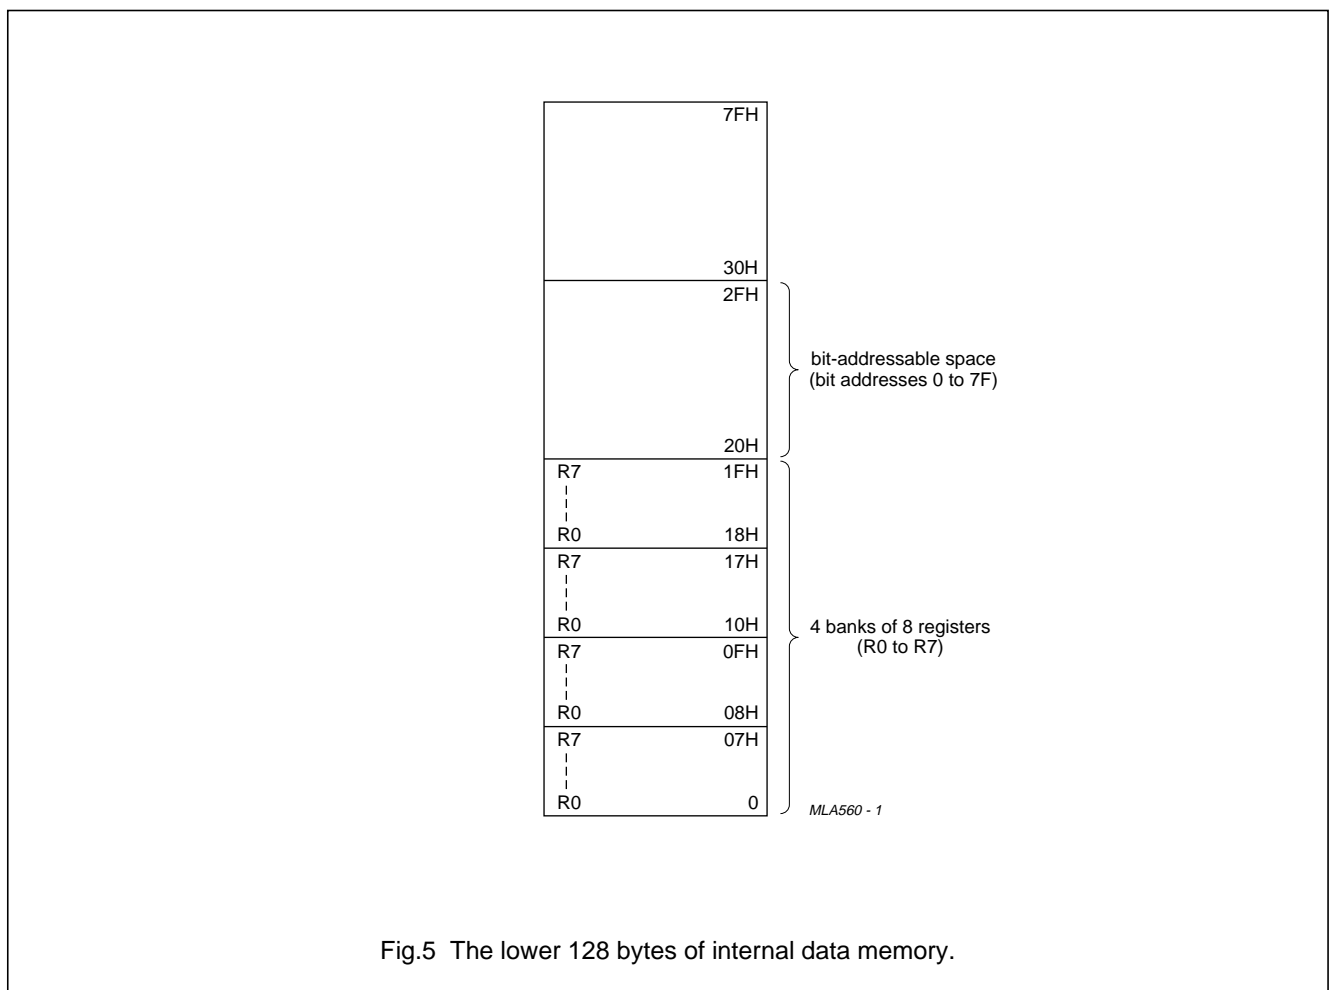 7FH
30H
2FH
bit-addressable space
(bit addresses 0 to 7F)
20H
R7 1FH
R0 18H
R7 17H
R0 10H
4 banks of 8 registers
(R0 to R7)
R7 0FH
R0 08H
R7 07H
R0 0
MLA560 - 1
Fig.5 The lower 128 bytes of internal data memory.